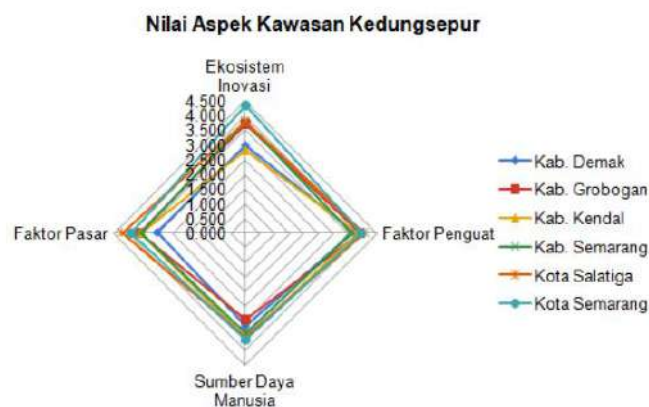 Nilai Aspek Kawasan Kedungsepur
Ekosistem
Inovasi
4.500
4.000
3.500
3.000
2.500
2.000
1.500
1.000
0.500
0.000
Faktor Pasar
Faktor Penguat
Sumber Daya
Manusia
Kab. Demak
Kab. Grobogan
Kab. Kendal
Kab. Semarang
Kota Salatiga
Kota Semarang